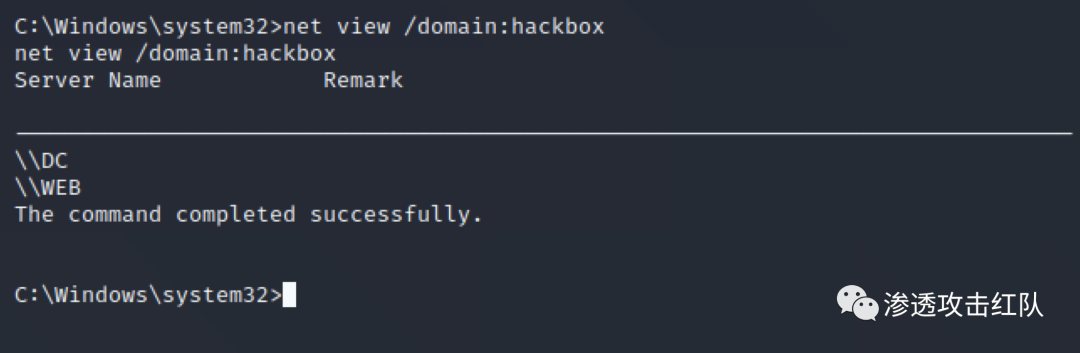 C:\Windows\system32>net view /domain:hackbox
net view /domain:hackbox
Server Name            Remark
\\DC
\\WEB
The command completed successfully.
C:\Windows\system32>
渗透攻击红队